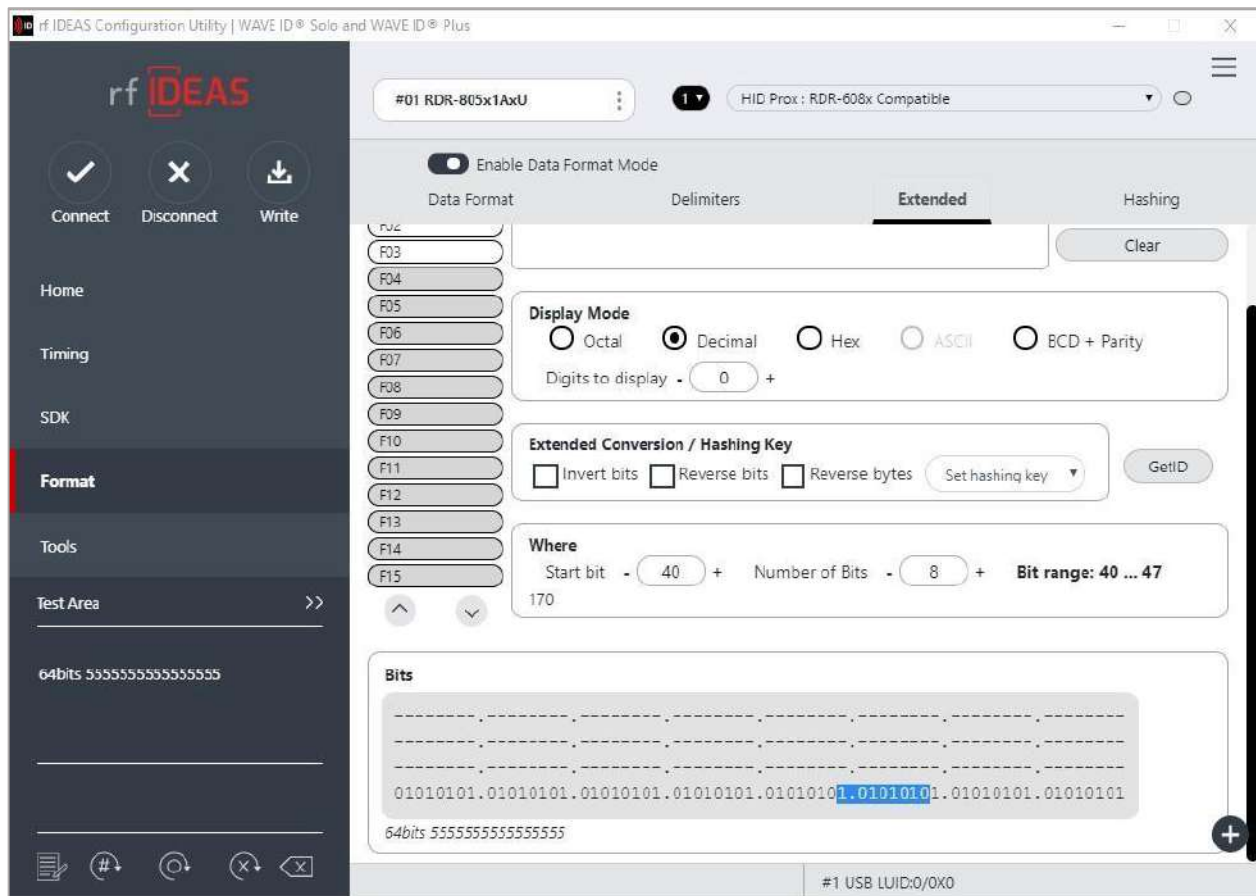 rf IDEAS Configuration Utility | WAVE ID® Solo and WAVE ID® Plus
rf IDEAS
Connect
Disconnect
Write
Home
Timing
SDK
Format
Tools
Test Area >>
64bits 5555555555555555
#01 RDR-805x1AxU
1
HID Prox : RDR-608x Compatible
Enable Data Format Mode
Data Format Delimiters Extended Hashing
F02
F03
F04
F05
F06
F07
F08
F09
F10
F11
F12
F13
F14
F15
Clear
Display Mode
Octal Decimal Hex ASCII BCD + Parity
Digits to display - 0 +
Extended Conversion / Hashing Key
Invert bits Reverse bits Reverse bytes Set hashing key
GetID
Where
Start bit - 40 + Number of Bits - 8 + Bit range: 40 ... 47
170
Bits
--------.--------.--------.--------.--------.--------.--------.--------
--------.--------.--------.--------.--------.--------.--------.--------
--------.--------.--------.--------.--------.--------.--------.--------
01010101.01010101.01010101.01010101.01010101.01010101.01010101.01010101
64bits 5555555555555555
#1 USB LUID:0/0X0